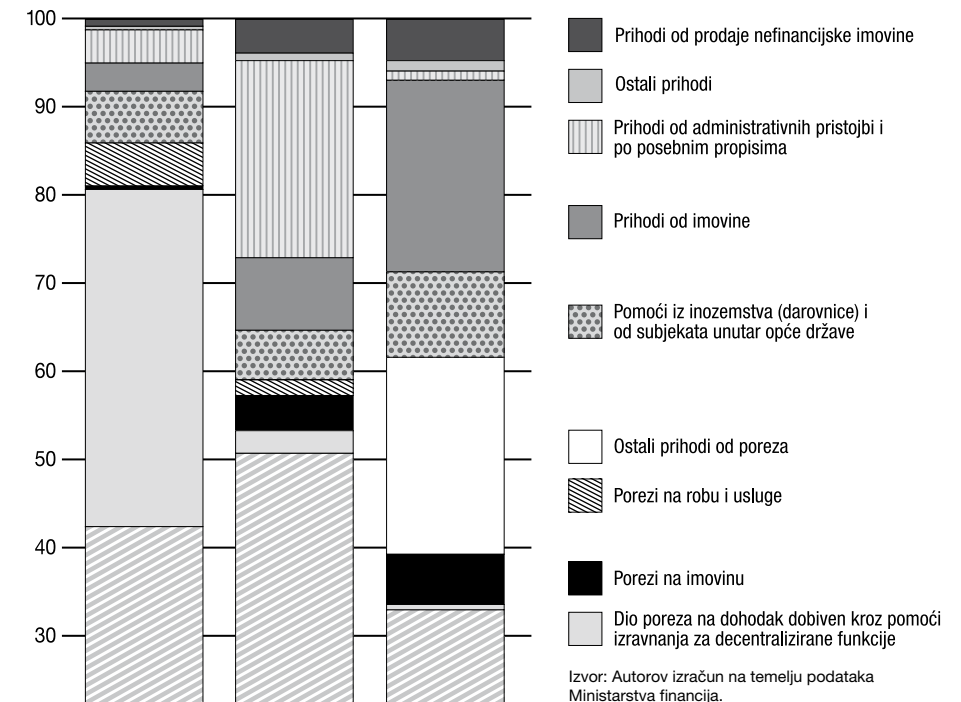 100
90
80
70
60
50
40
30
Prihodi od prodaje nefinancijske imovine
Ostali prihodi
Prihodi od administrativnih pristojbi i
po posebnim propisima
Prihodi od imovine
Pomoći iz inozemstva (darovnice) i
od subjekata unutar opće države
Ostali prihodi od poreza
Porezi na robu i usluge
Porezi na imovinu
Dio poreza na dohodak dobiven kroz pomoći
izravnanja za decentralizirane funkcije
Izvor: Autorov izračun na temelju podataka
Ministarstva financija.